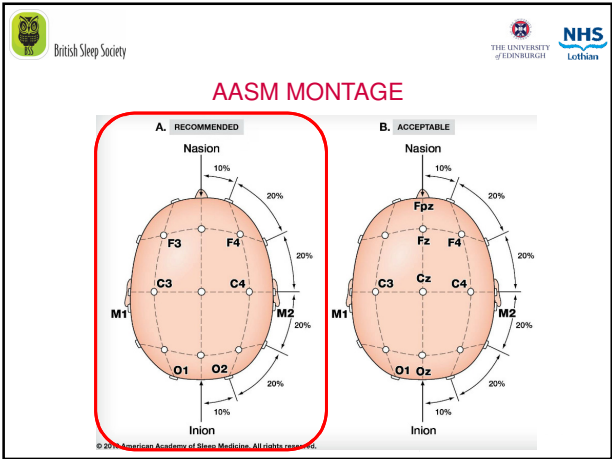 BSS
British Sleep Society
THE UNIVERSITY
of EDINBURGH
NHS
Lothian
AASM MONTAGE
A. RECOMMENDED
Nasion
10%
20%
F3
F4
20%
C3
C4
M1
M2
20%
O1
O2
20%
10%
Inion
B. ACCEPTABLE
Nasion
10%
20%
Fpz
Fz
F4
20%
Cz
C3
C4
M1
M2
20%
O1
Oz
20%
10%
Inion
American Academy of Sleep Medicine. All rights reserved.